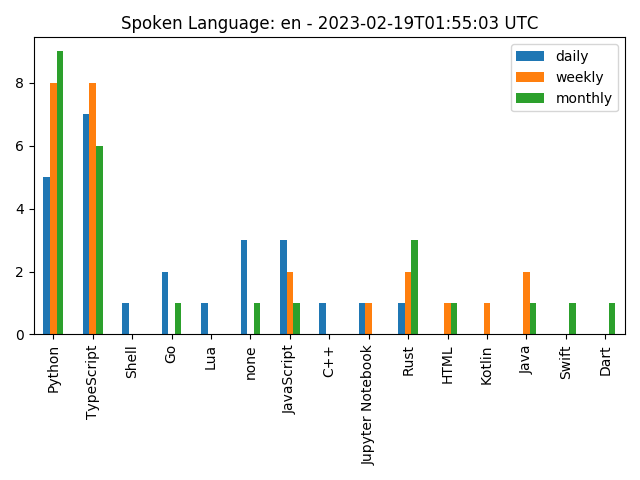 Spoken Language: en - 2023-02-19T01:55:03 UTC
daily
weekly
monthly
8
6
4
2
0
Python
TypeScript
Shell
Go
Lua
none
JavaScript
C++
Jupyter Notebook
Rust
HTML
Kotlin
Java
Swift
Dart